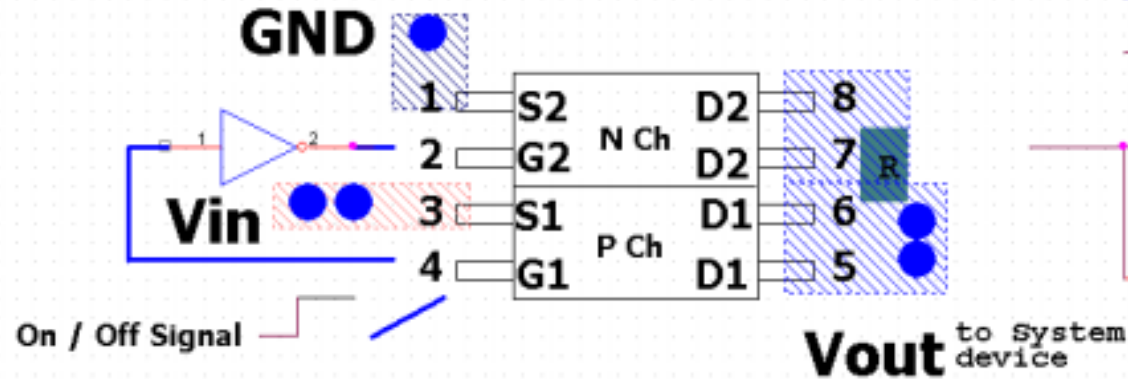 GND
1 S2 D2 8
N Ch
1 2
2 G2 D2 7 R
Vin 3 S1 D1 6
P Ch
4 G1 D1 5
On / Off Signal
Vout to System
device